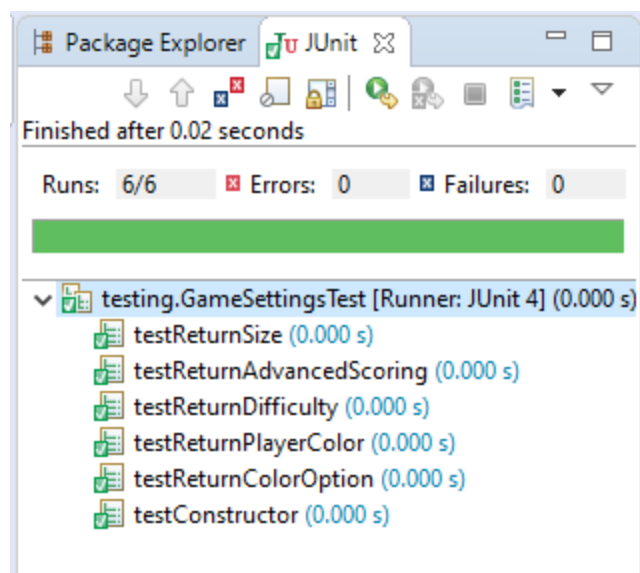 Package Explorer JUnit
Finished after 0.02 seconds
Runs: 6/6 Errors: 0 Failures: 0
testing.GameSettingsTest [Runner: JUnit 4] (0.000 s)
testReturnSize (0.000 s)
testReturnAdvancedScoring (0.000 s)
testReturnDifficulty (0.000 s)
testReturnPlayerColor (0.000 s)
testReturnColorOption (0.000 s)
testConstructor (0.000 s)